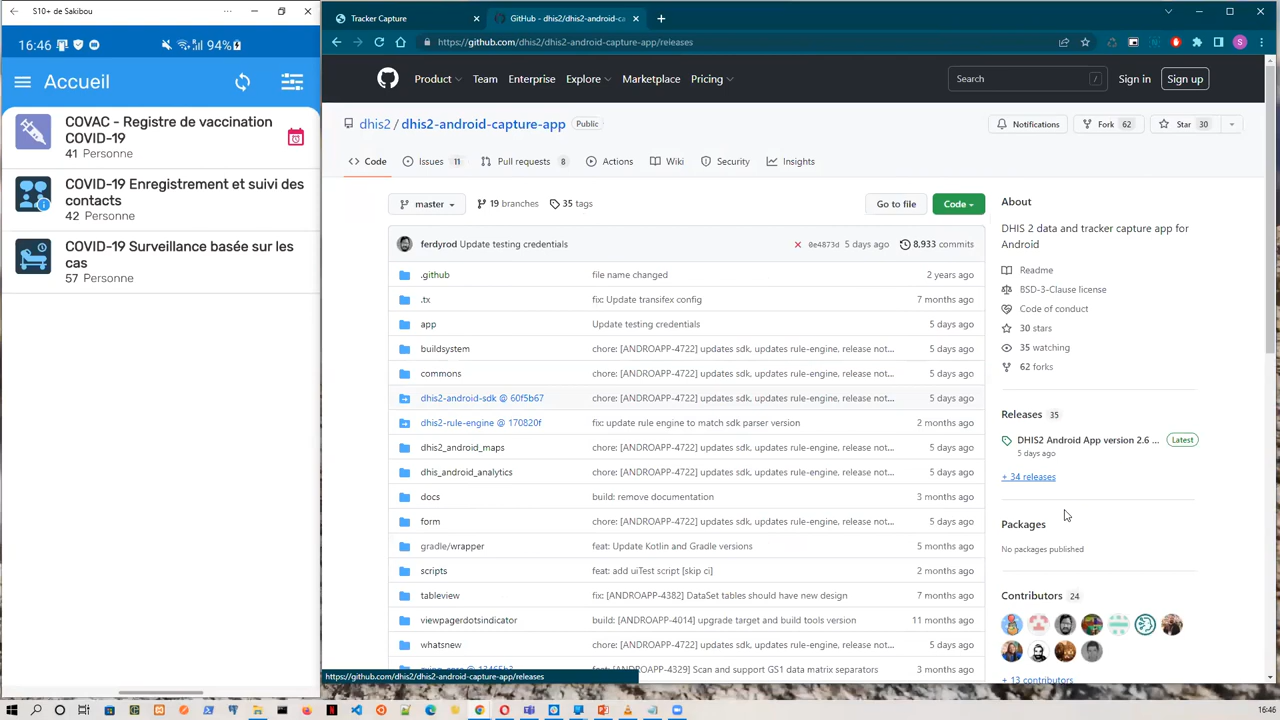 S10+ de Sakibou
16:46
94%
Accueil
COVAC - Registre de vaccination
COVID-19
41 Personne
COVID-19 Enregistrement et suivi des
contacts
42 Personne
COVID-19 Surveillance basée sur les
cas
57 Personne
Tracker Capture
GitHub - dhis2/dhis2-android-ca
https://github.com/dhis2/dhis2-android-capture-app/releases
S
Product
Team
Enterprise
Explore
Marketplace
Pricing
Search
/
Sign in
Sign up
dhis2 / dhis2-android-capture-app
Public
Notifications
Fork 62
Star 30
Code
Issues 11
Pull requests 8
Actions
Wiki
Security
Insights
master
19 branches
35 tags
Go to file
Code
ferdyrod Update testing credentials
0e4873d 5 days ago
8,933 commits
.github file name changed 2 years ago
.tx fix: Update transifex config 7 months ago
app Update testing credentials 5 days ago
buildsystem chore: [ANDROAPP-4722] updates sdk, updates rule-engine, release not... 5 days ago
commons chore: [ANDROAPP-4722] updates sdk, updates rule-engine, release not... 5 days ago
dhis2-android-sdk @ 60f5b67 chore: [ANDROAPP-4722] updates sdk, updates rule-engine, release not... 5 days ago
dhis2-rule-engine @ 170820f fix: update rule engine to match sdk parser version 2 months ago
dhis2_android_maps chore: [ANDROAPP-4722] updates sdk, updates rule-engine, release not... 5 days ago
dhis_android_analytics chore: [ANDROAPP-4722] updates sdk, updates rule-engine, release not... 5 days ago
docs build: remove documentation 3 months ago
form chore: [ANDROAPP-4722] updates sdk, updates rule-engine, release not... 5 days ago
gradle/wrapper feat: Update Kotlin and Gradle versions 5 months ago
scripts feat: add uiTest script [skip ci] 2 months ago
tableview fix: [ANDROAPP-4382] DataSet tables should have new design 7 months ago
viewpagerdotsindicator build: [ANDROAPP-4014] upgrade target and build tools version 11 months ago
whatsnew chore: [ANDROAPP-4722] updates sdk, updates rule-engine, release not... 5 days ago
feat: [ANDROAPP-4329] Scan and support GS1 data matrix separators 3 months ago
About
DHIS 2 data and tracker capture app for
Android
Readme
BSD-3-Clause license
Code of conduct
30 stars
35 watching
62 forks
Releases 35
DHIS2 Android App version 2.6 ...
Latest
5 days ago
+ 34 releases
Packages
No packages published
Contributors 24
+ 13 contributors
https://github.com/dhis2/dhis2-android-capture-app/releases
16:46